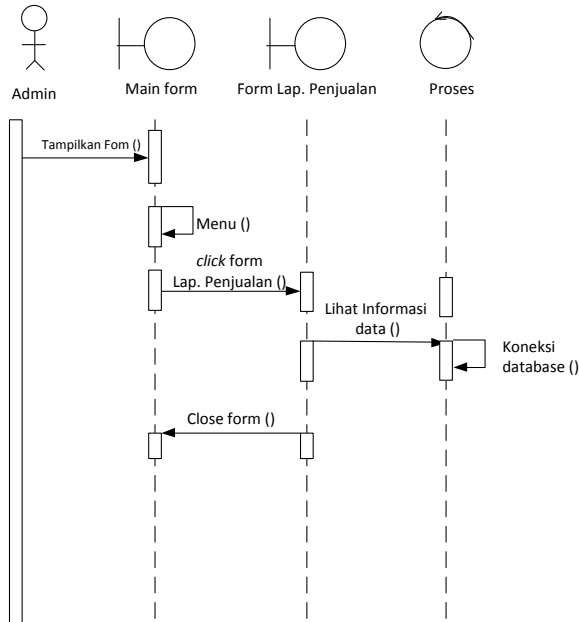 Admin
Main form
Form Lap. Penjualan
Proses
Tampilkan Fom ()
Menu ()
click form
Lap. Penjualan ()
Lihat Informasi
data ()
Koneksi
database ()
Close form ()